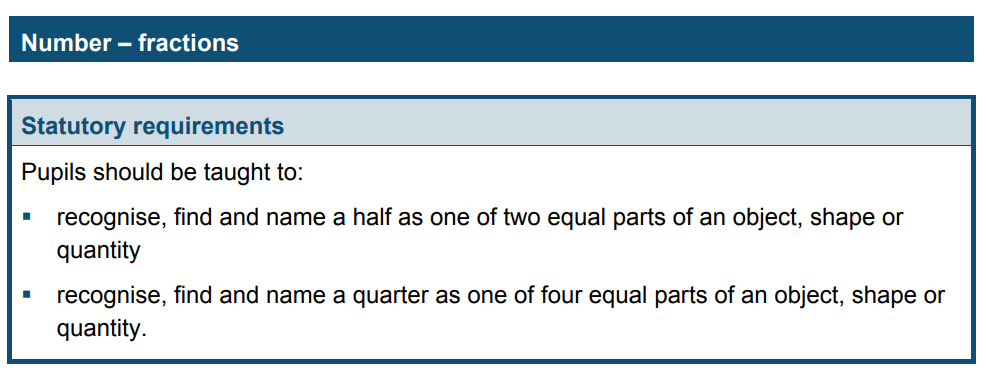 Number – fractions
Statutory requirements
Pupils should be taught to:
▪ recognise, find and name a half as one of two equal parts of an object, shape or
quantity
▪ recognise, find and name a quarter as one of four equal parts of an object, shape or
quantity.